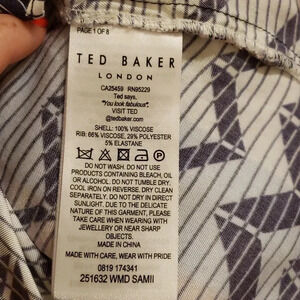 PAGE 1 OF 8
TED BAKER
LONDON
CA25459 RN95229
Ted says,
"You look fabulous".
VISIT TED
@tedbaker.com
SHELL: 100% VISCOSE
RIB: 66% VISCOSE, 29% POLYESTER
5% ELASTANE
DO NOT WASH. DO NOT USE
PRODUCTS CONTAINING BLEACH, OIL
OR ALCOHOL. DO NOT TUMBLE DRY.
COOL IRON ON REVERSE. DRY CLEAN
SEPARATELY. DO NOT DRY IN DIRECT
SUNLIGHT. DUE TO THE DELICATE
NATURE OF THIS GARMENT, PLEASE
TAKE CARE WHEN WEARING WITH
JEWELLERY OR NEAR SHARP
OBJECTS.
MADE IN CHINA
MADE WITH CARE, WEAR WITH PRIDE
0819 174341
251632 WMD SAMII